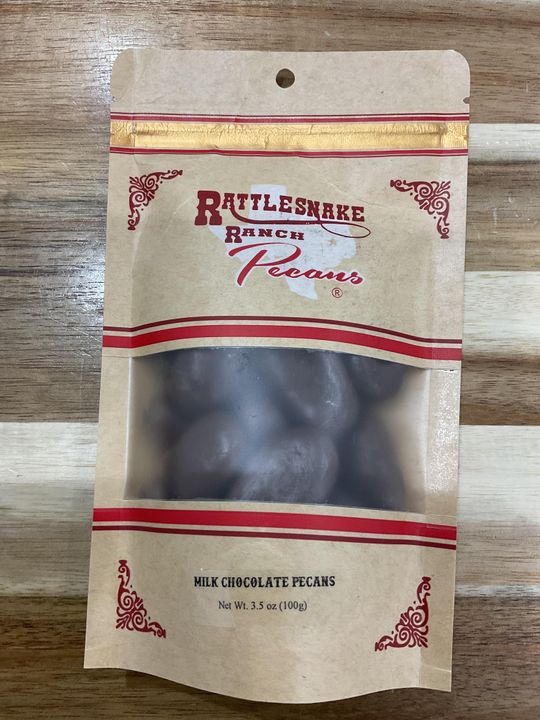 RATTLESNAKE
RANCH
Pecans
®
MILK CHOCOLATE PECANS
Net Wt. 3.5 oz (100g)